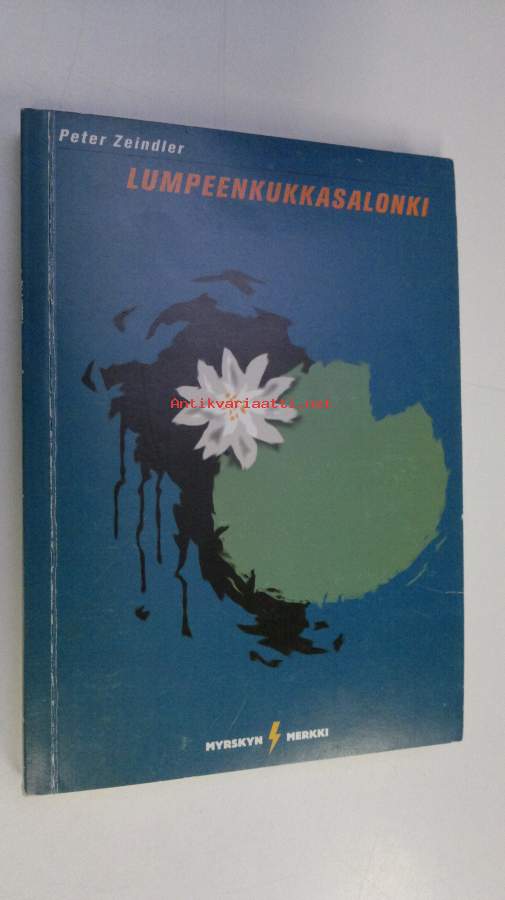 Peter Zeindler
LUMPEENKUKKASALONKI
Antikvariaatti.net
MYRSKYN MERKKI